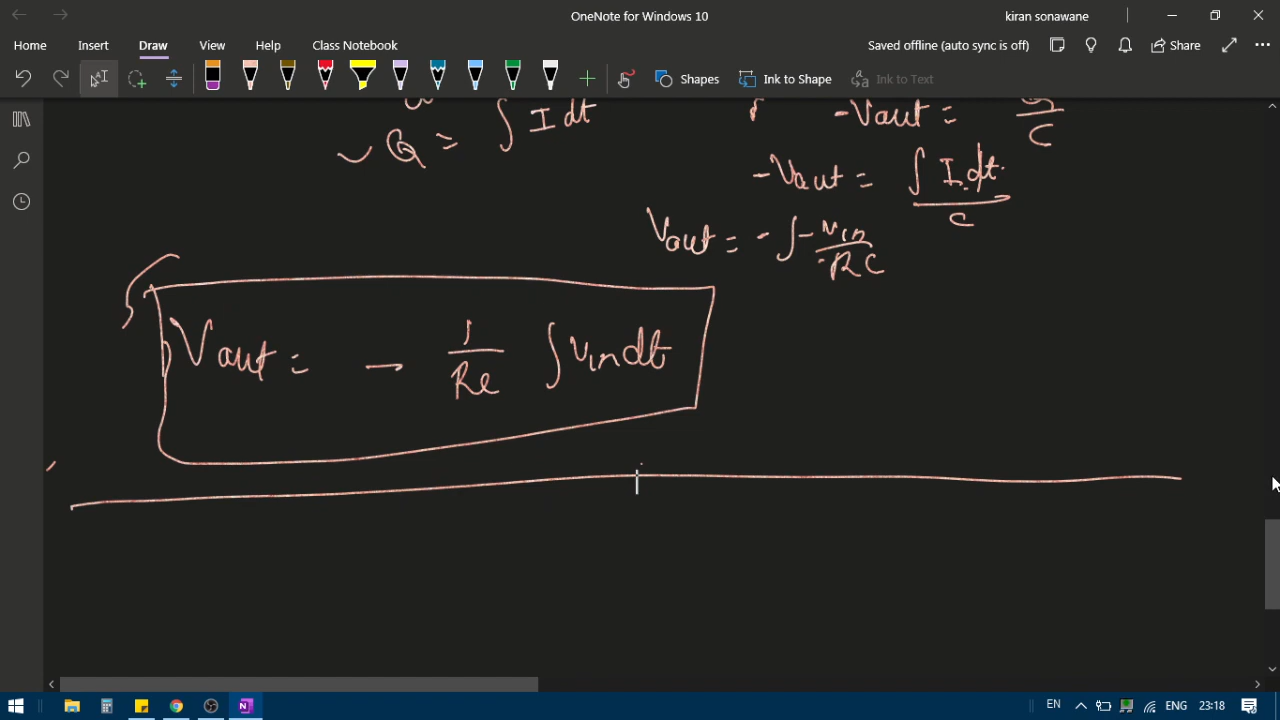 OneNote for Windows 10
kiran sonawane
Home Insert Draw View Help Class Notebook
Saved offline (auto sync is off) Share
Shapes Ink to Shape Ink to Text
Q = ∫ I dt
-Vout = C
-Vout = ∫ I dt / C
Vout = - ∫ - Vin / RC
Vout = - 1/Rc ∫ Vin dt
EN ENG 23:18